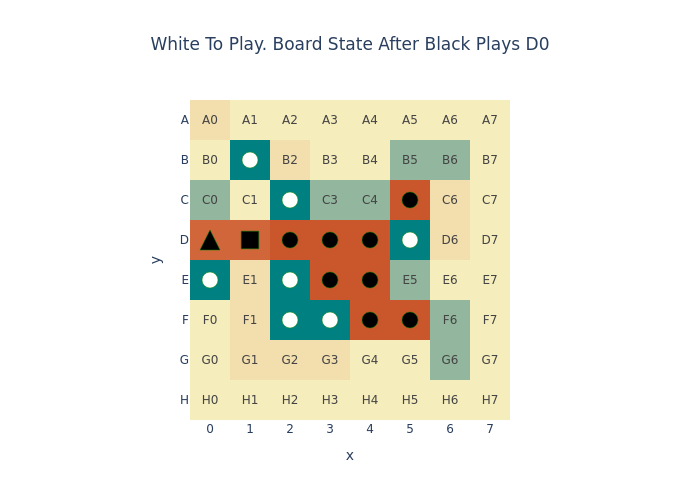 White To Play. Board State After Black Plays D0
A A0 A1 A2 A3 A4 A5 A6 A7
B B0 B2 B3 B4 B5 B6 B7
C C0 C1 C3 C4 C6 C7
D D6 D7
E E1 E5 E6 E7
F F0 F1 F6 F7
G G0 G1 G2 G3 G4 G5 G6 G7
H H0 H1 H2 H3 H4 H5 H6 H7
0 1 2 3 4 5 6 7
x
y